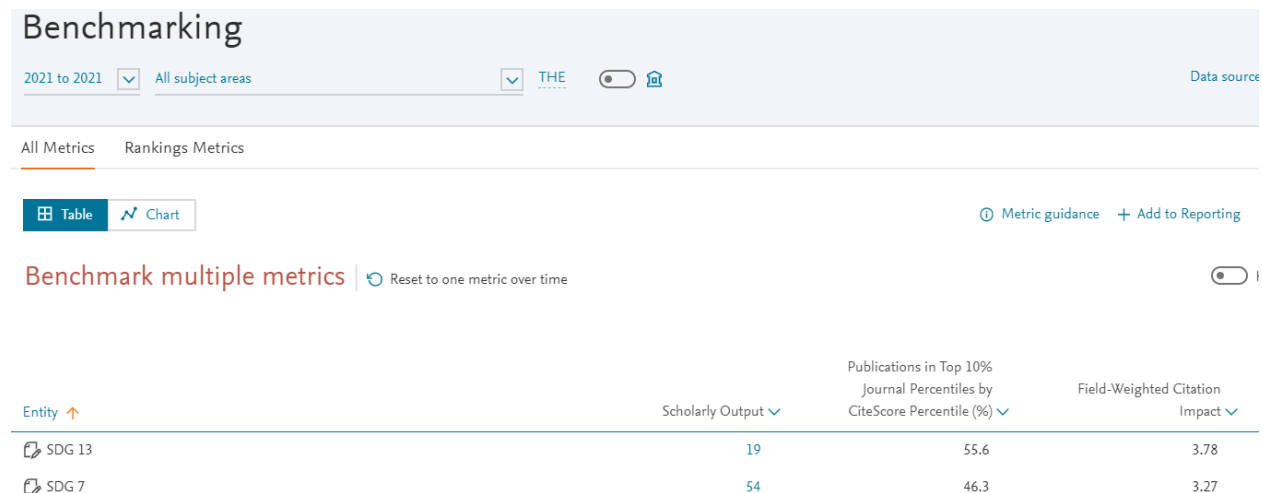 Benchmarking
2021 to 2021 All subject areas THE Data source
All Metrics Rankings Metrics
Table Chart Metric guidance + Add to Reporting
Benchmark multiple metrics Reset to one metric over time
Publications in Top 10%
Journal Percentiles by Field-Weighted Citation
Entity Scholarly Output CiteScore Percentile (%) Impact
SDG 13 19 55.6 3.78
SDG 7 54 46.3 3.27